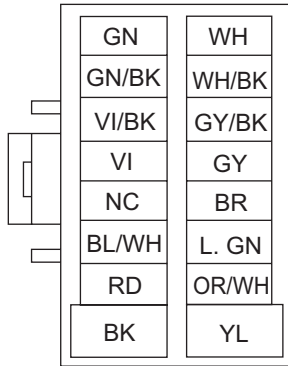 GN WH
GN/BK WH/BK
VI/BK GY/BK
VI GY
NC BR
BL/WH L. GN
RD OR/WH
BK YL